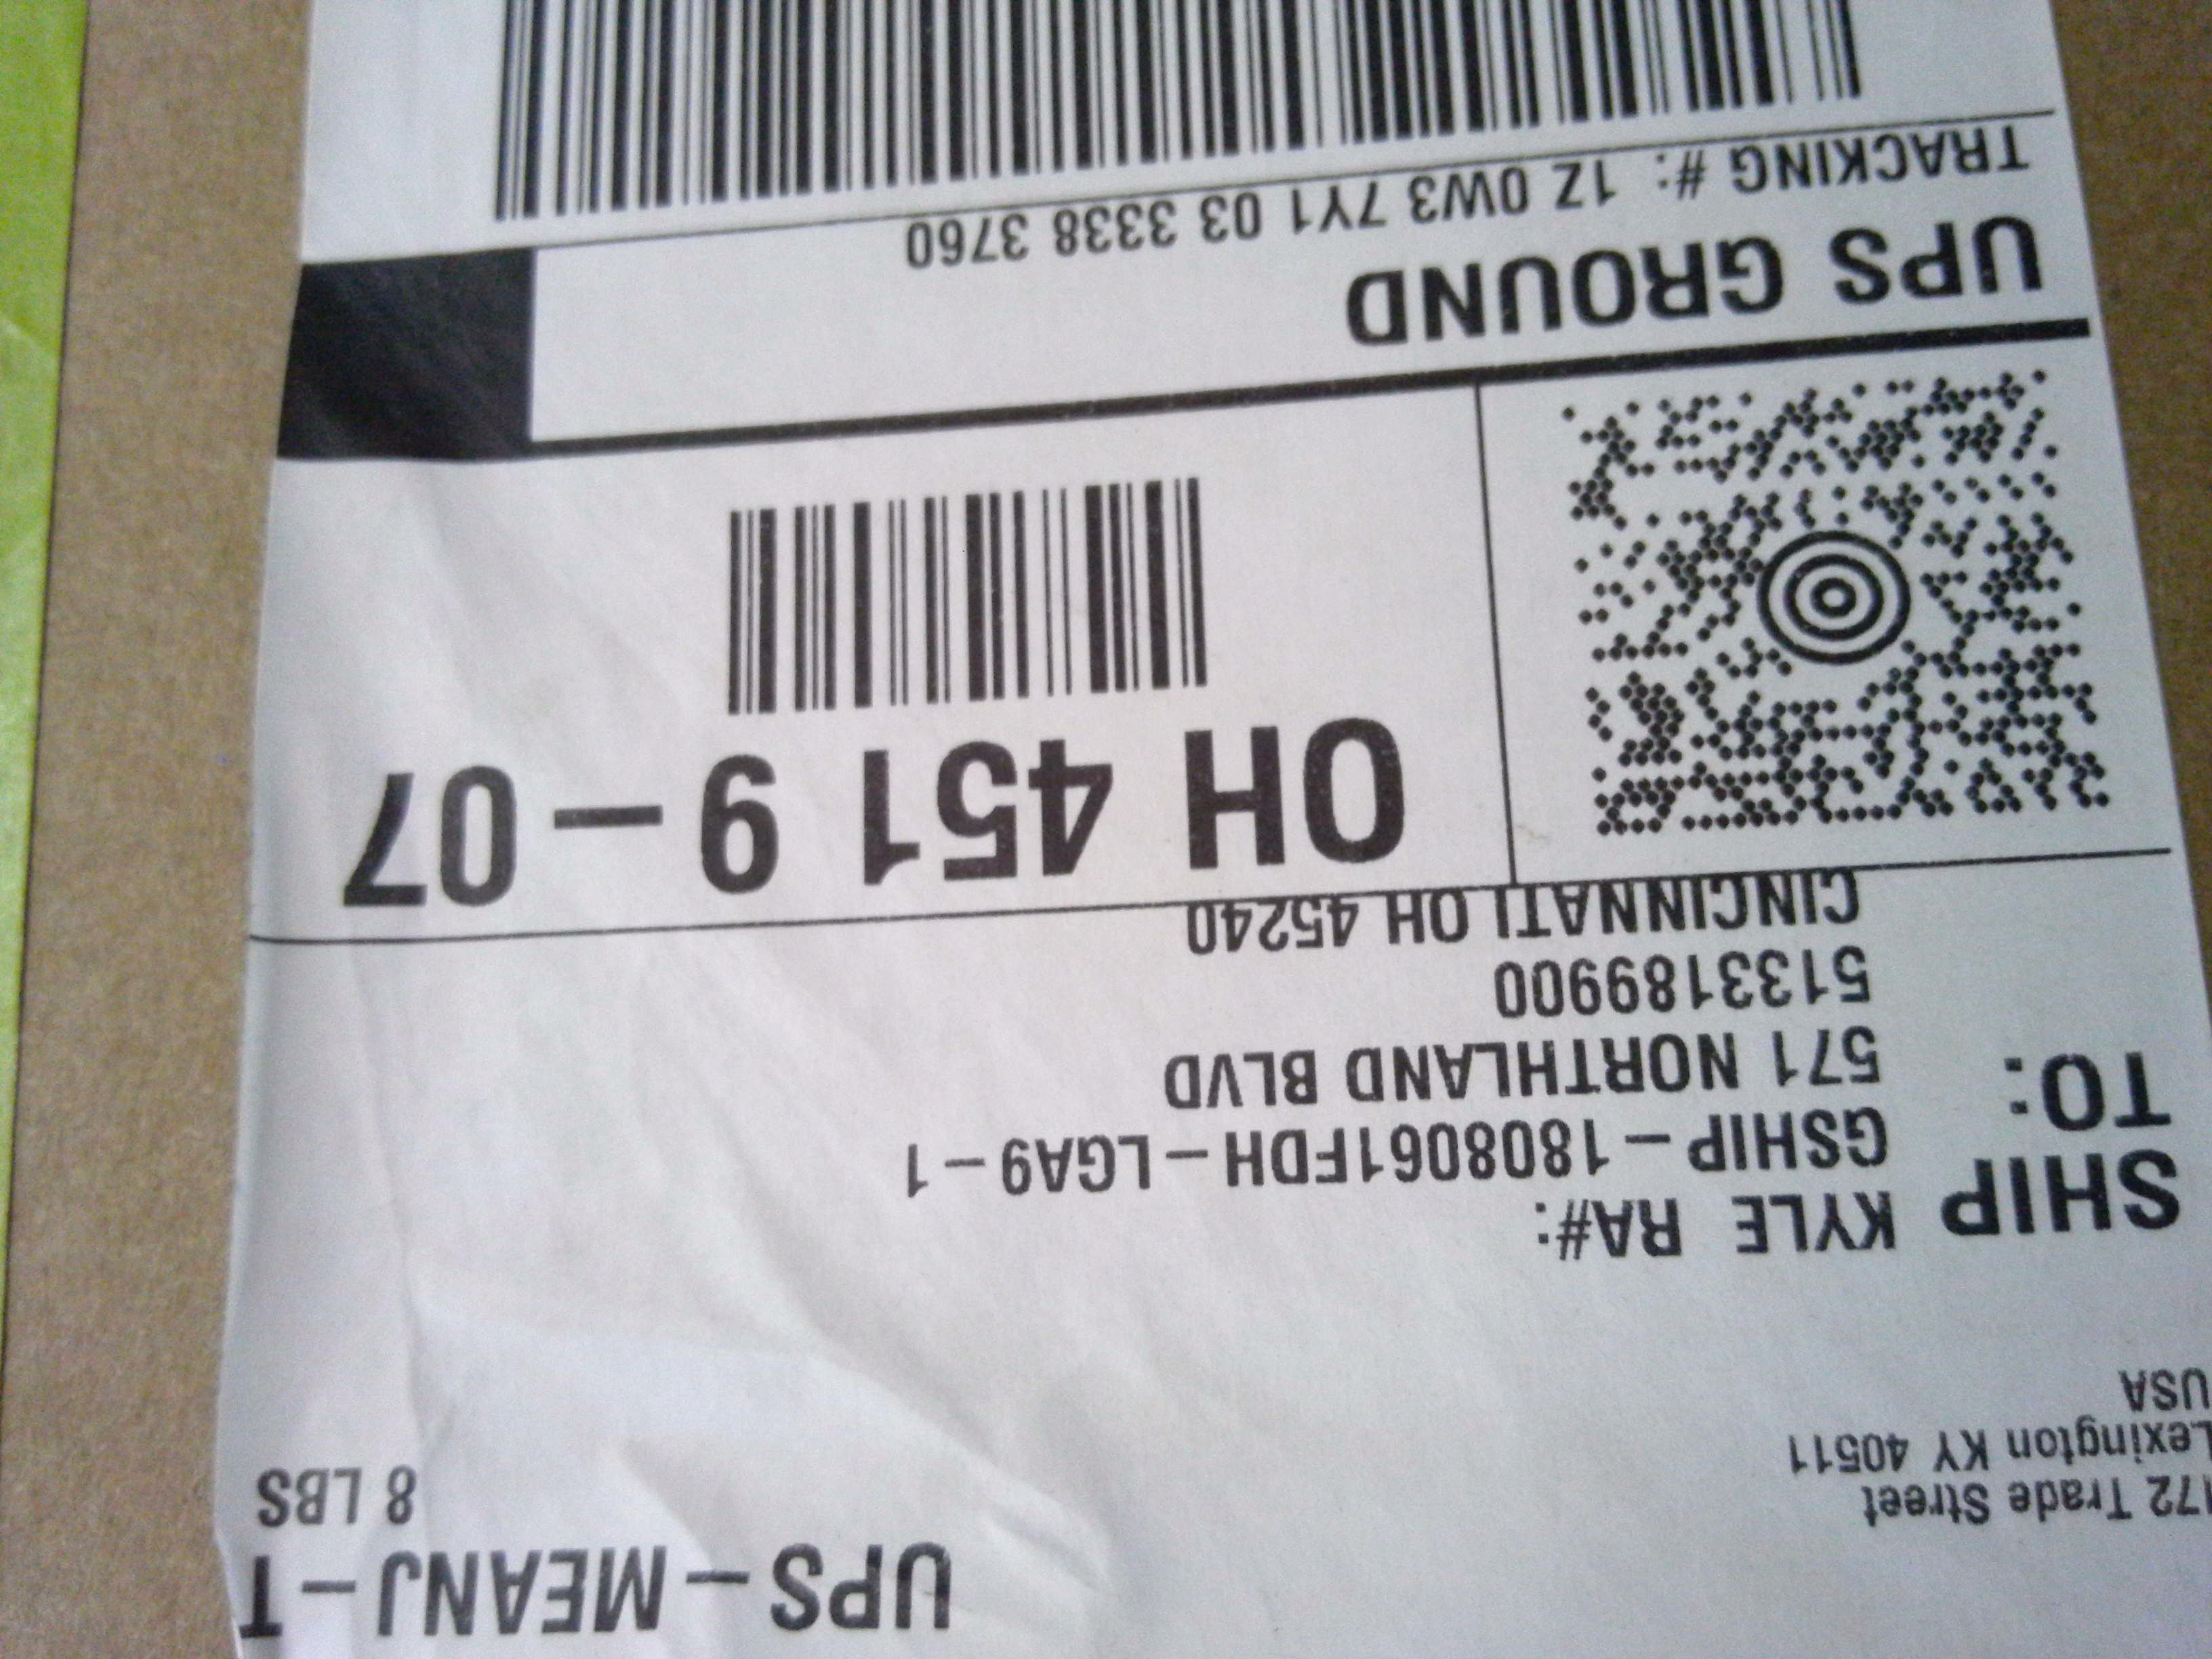 UPS-MEANJ-T
8 LBS
172 Trade Street
Lexington KY 40511
USA
SHIP
TO:
KYLE RA#:
GSHIP-1808061FDH-LGA9-1
571 NORTHLAND BLVD
5133189900
CINCINNATI OH 45240
OH 451 9-07
UPS GROUND
TRACKING #: 1Z 0W3 7Y1 03 3338 3760